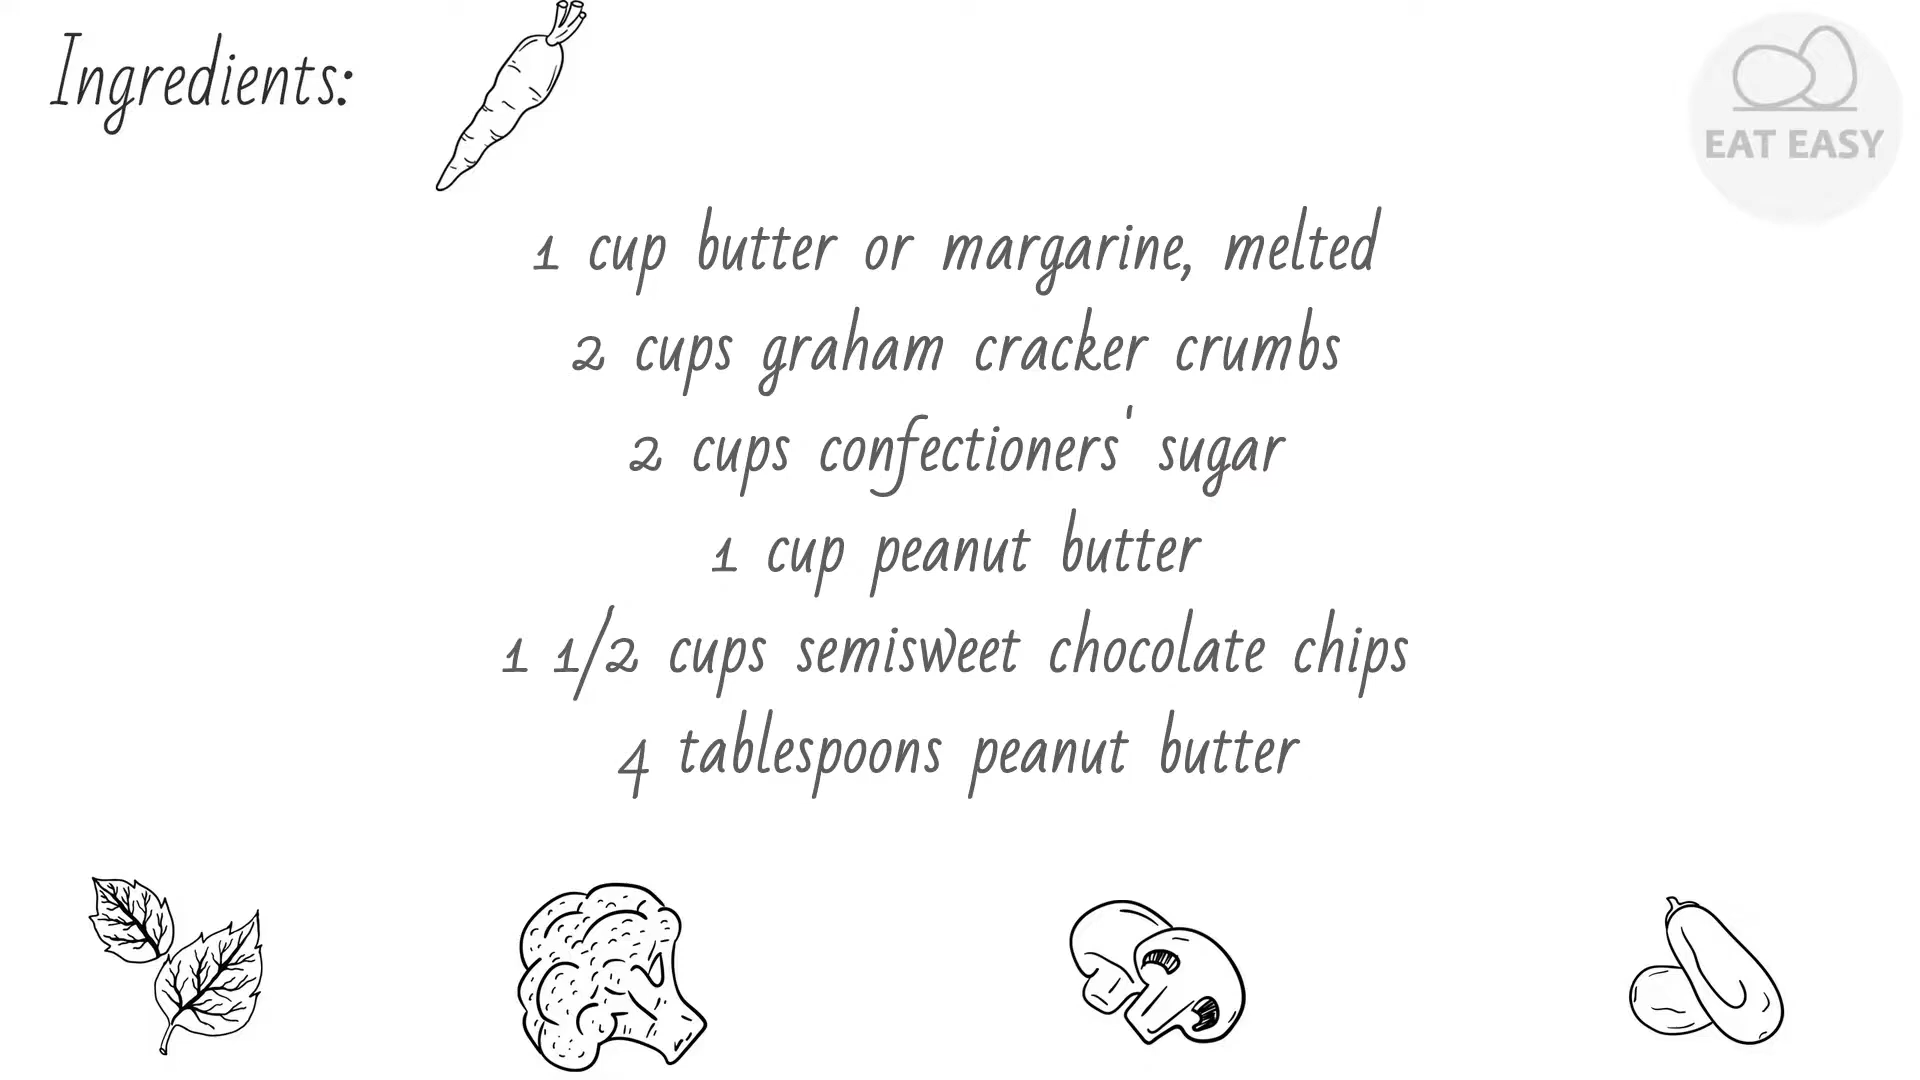 Ingredients:
EAT EASY
1 cup butter or margarine, melted
2 cups graham cracker crumbs
2 cups confectioners' sugar
1 cup peanut butter
1 1/2 cups semisweet chocolate chips
4 tablespoons peanut butter